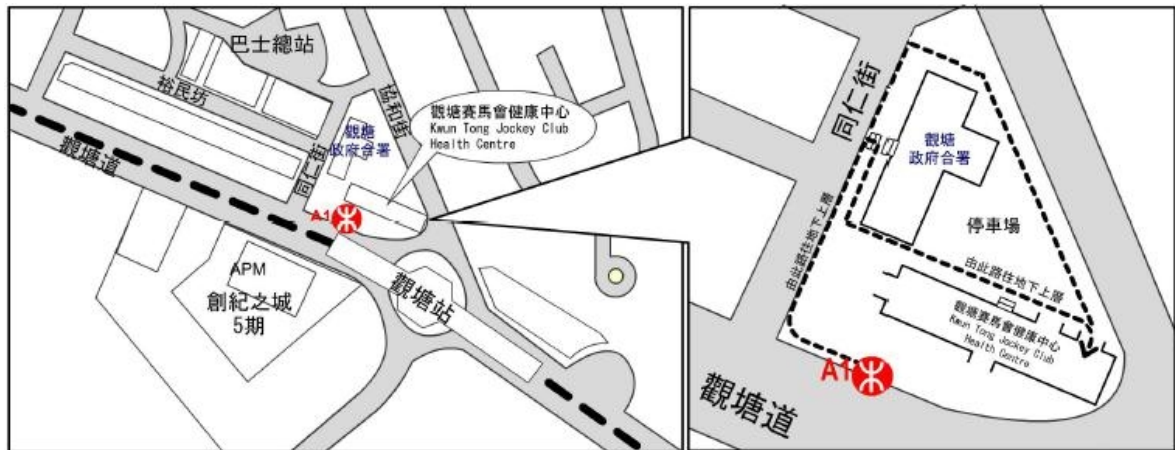 巴士總站
裕民坊
協和街
觀塘賽馬會健康中心
Kwun Tong Jockey Club
Health Centre
觀塘
政府合署
同仁街
觀塘道
A1
APM
創紀之城
5期
觀塘站
同仁街
觀塘
政府合署
停車場
由此路往地下上層
由此路往地下上層
觀塘賽馬會健康中心
Kwun Tong Jockey Club
Health Centre
A1
觀塘道